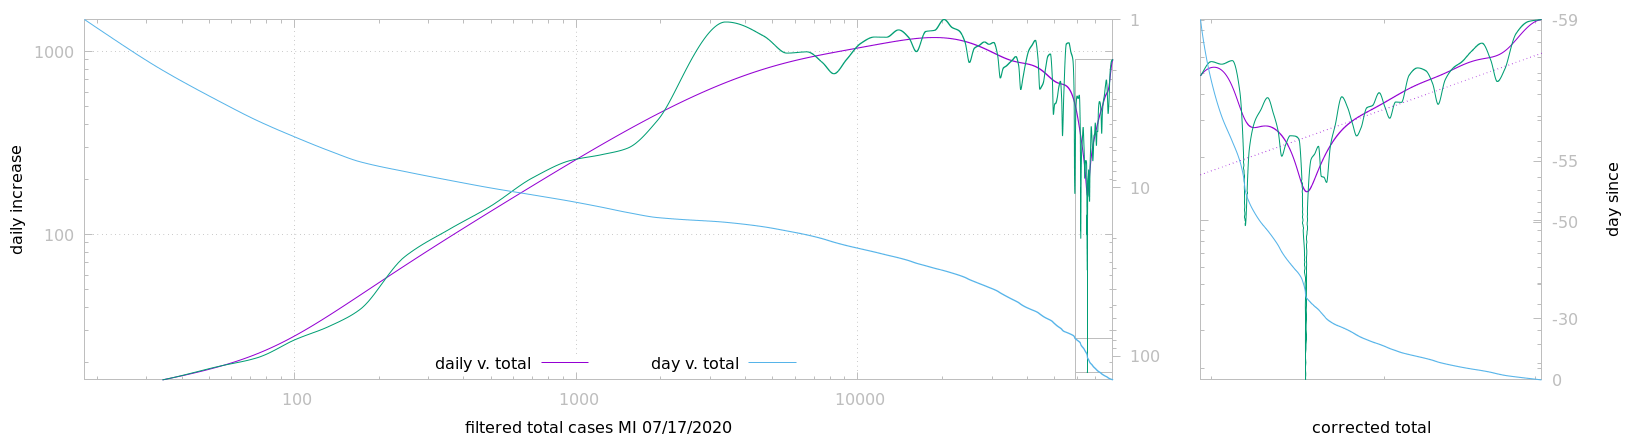 daily increase
1000
100
100
1000
10000
filtered total cases MI 07/17/2020
daily v. total
day v. total
1
10
100
-59
-55
-50
-30
0
day since
corrected total